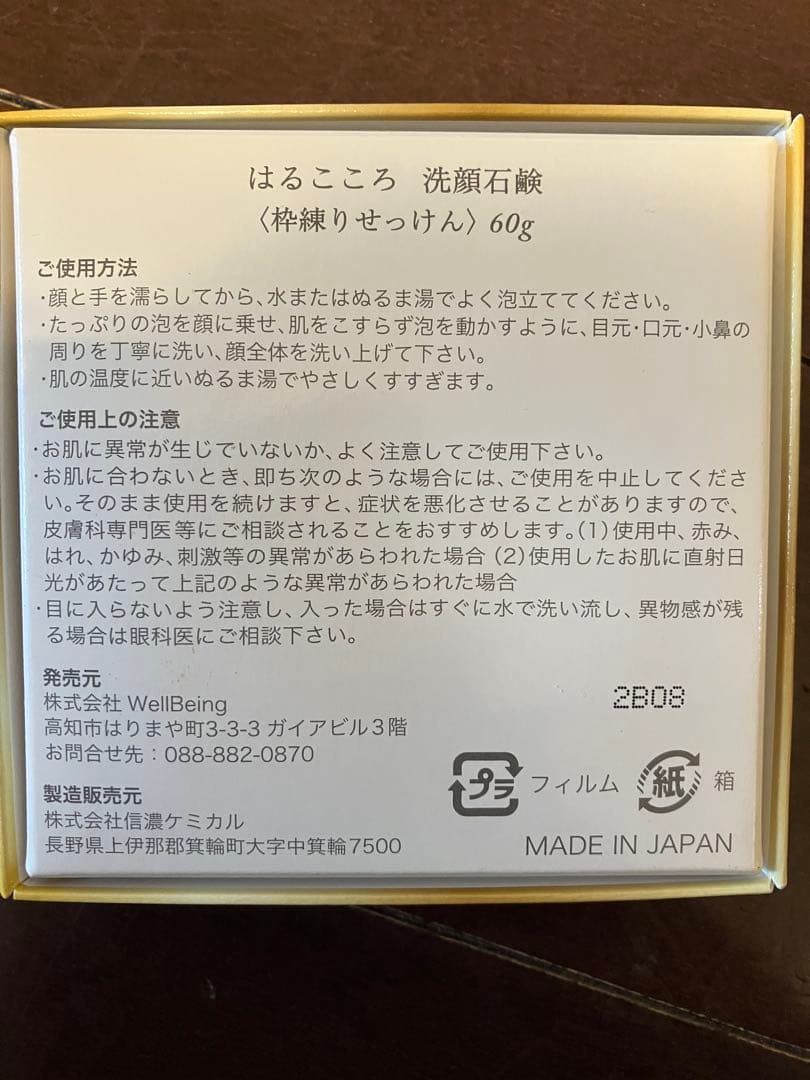 はるこころ 洗顔石鹸
〈枠練りせっけん〉60g
ご使用方法
・顔と手を濡らしてから、水またはぬるま湯でよく泡立ててください。
・たっぷりの泡を顔に乗せ、肌をこすらず泡を動かすように、目元・口元・小鼻の
周りを丁寧に洗い、顔全体を洗い上げて下さい。
・肌の温度に近いぬるま湯でやさしくすすぎます。
ご使用上の注意
・お肌に異常が生じでいないか、よく注意してご使用下さい。
・お肌に合わないとき、即ち次のような場合には、ご使用を中止してくださ
い。そのまま使用を続けますと、症状を悪化させることがありますので、
皮膚科専門医等にご相談されることをおすすめします。(1)使用中、赤み、
はれ、かゆみ、刺激等の異常があらわれた場合(2)使用したお肌に直射日
光があたって上記のような異常があらわれた場合
・目に入らないよう注意し、入った場合はすぐに水で洗い流し、異物感が残
る場合は眼科医にご相談下さい。
発売元
株式会社 WellBeing
高知市はりまや町3-3-3 ガイアビル3階
お問合せ先：088-882-0870
2B08
製造販売元
株式会社信濃ケミカル
長野県上伊那郡箕輪町大字中箕輪7500
プラ フィルム 紙 箱
MADE IN JAPAN